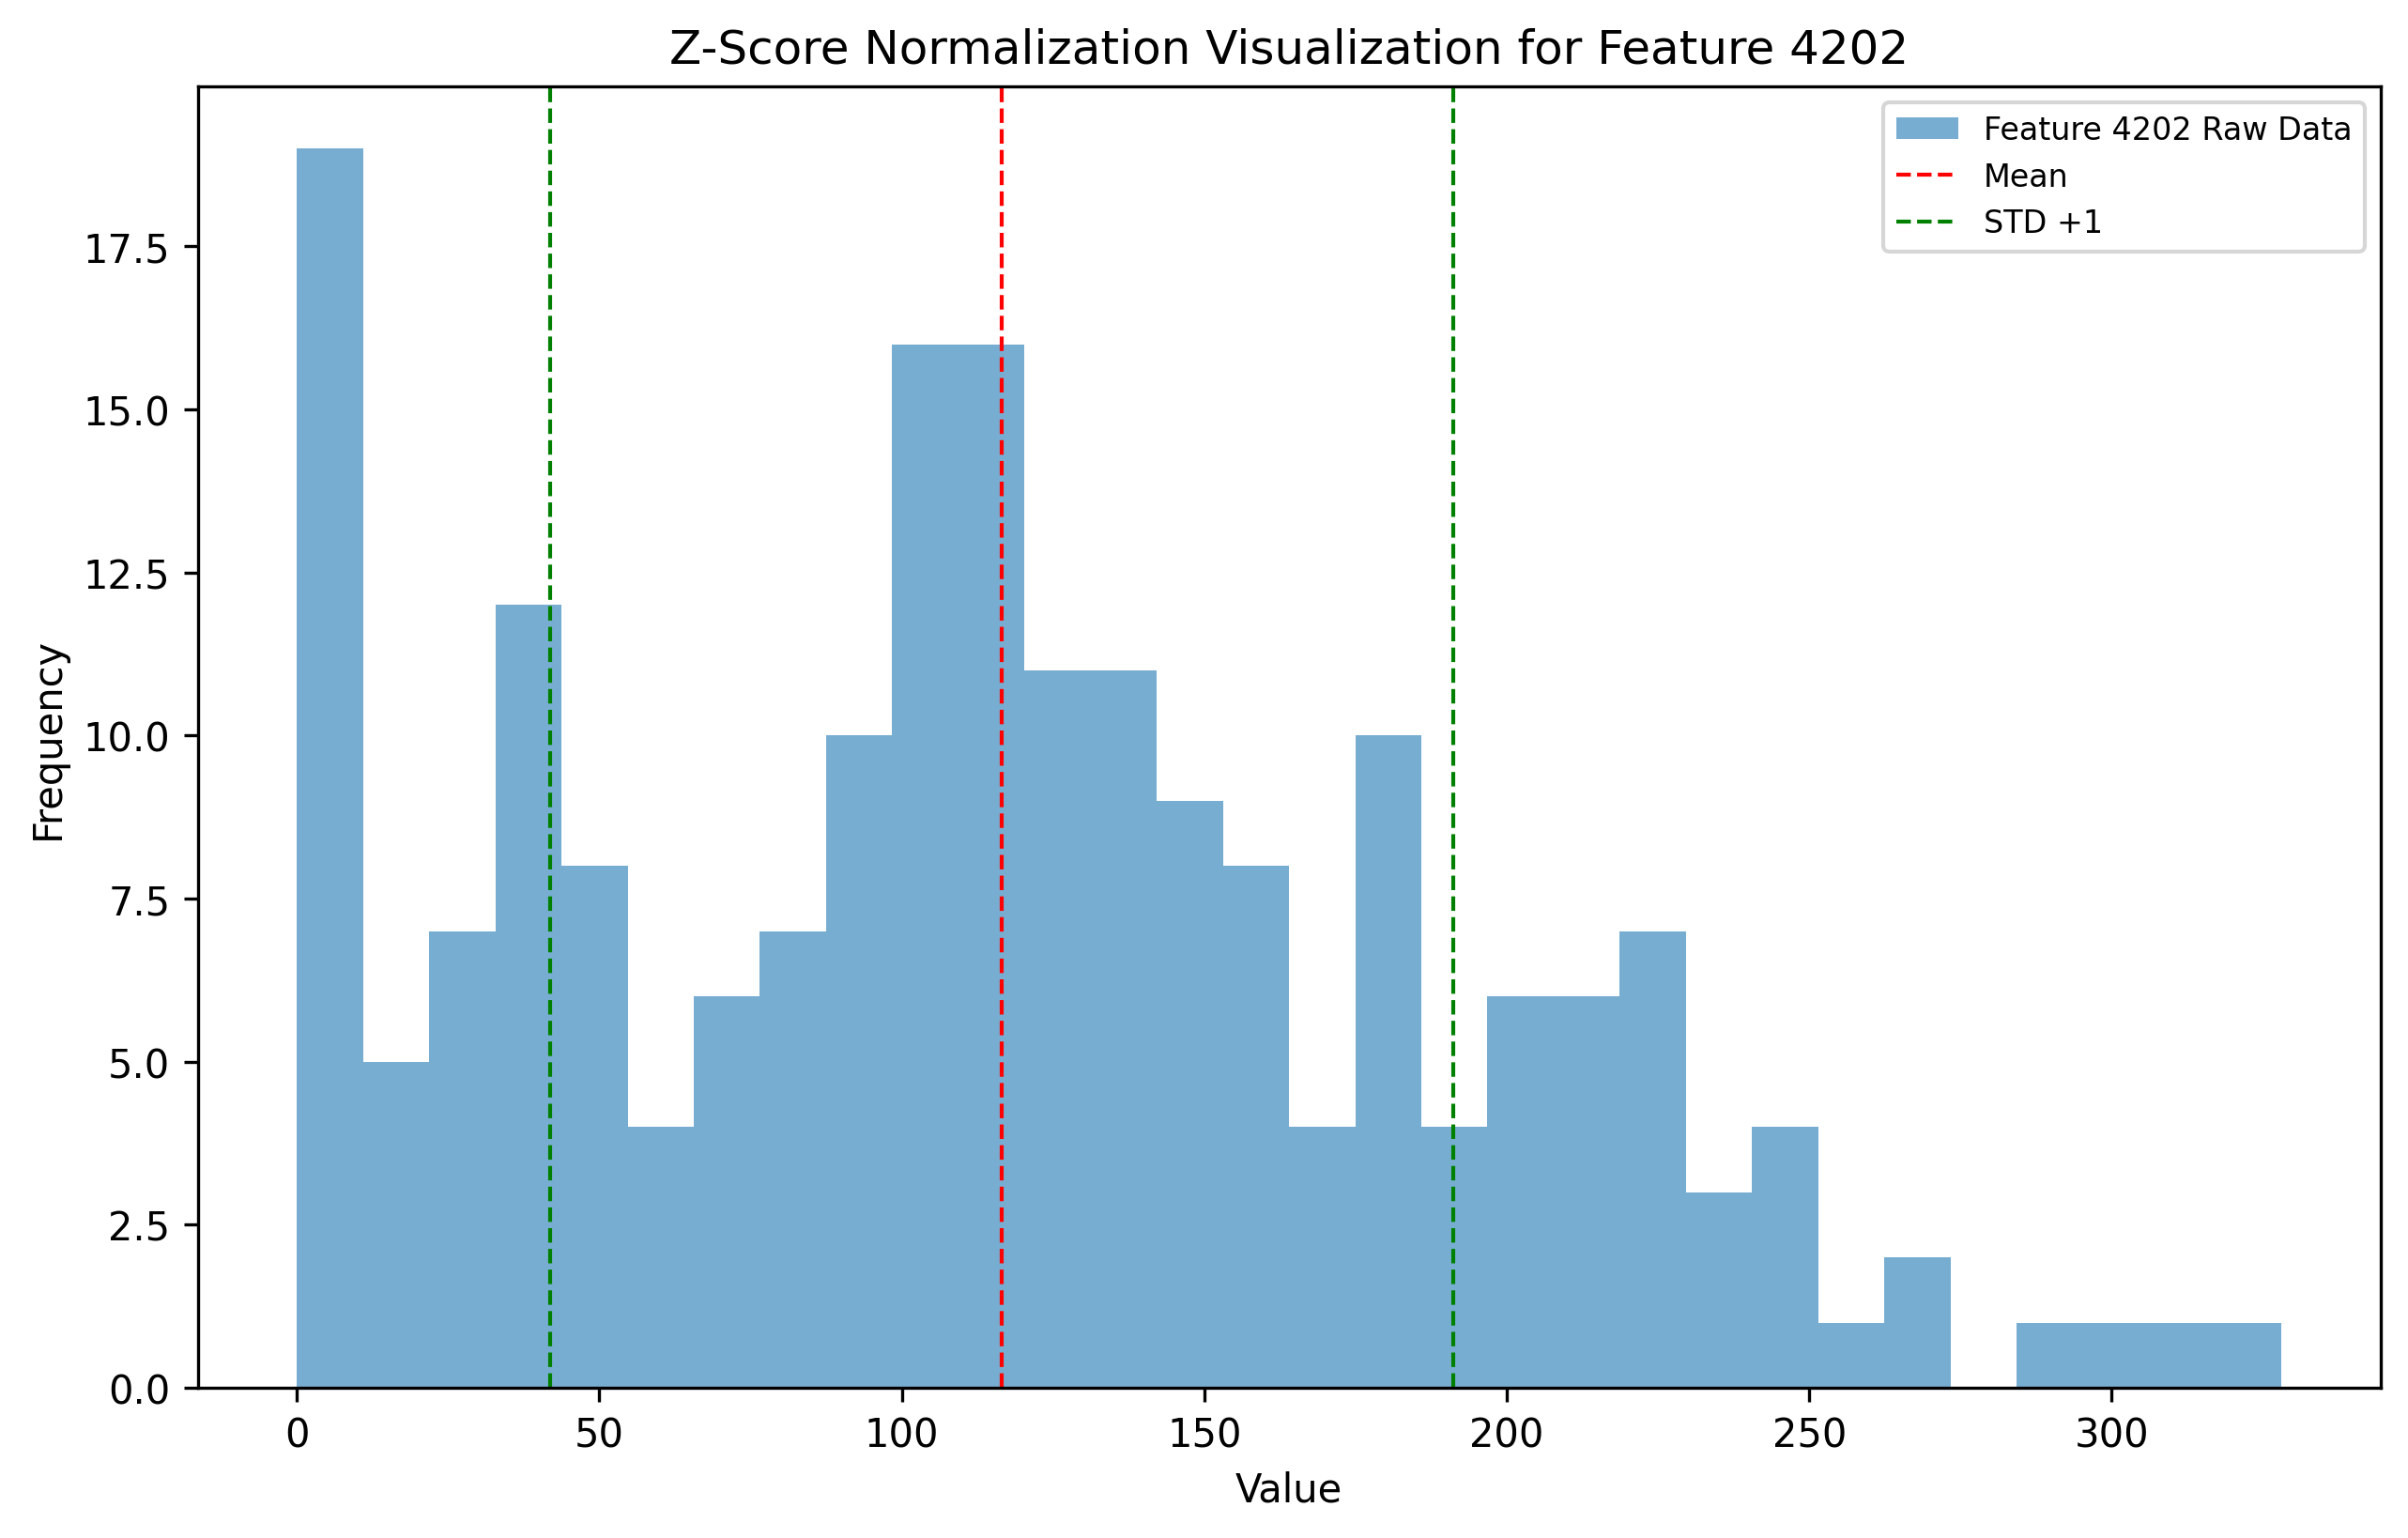 Z-Score Normalization Visualization for Feature 4202
Feature 4202 Raw Data
Mean
STD +1
17.5
15.0
12.5
10.0
7.5
5.0
2.5
0.0
Frequency
0 50 100 150 200 250 300
Value